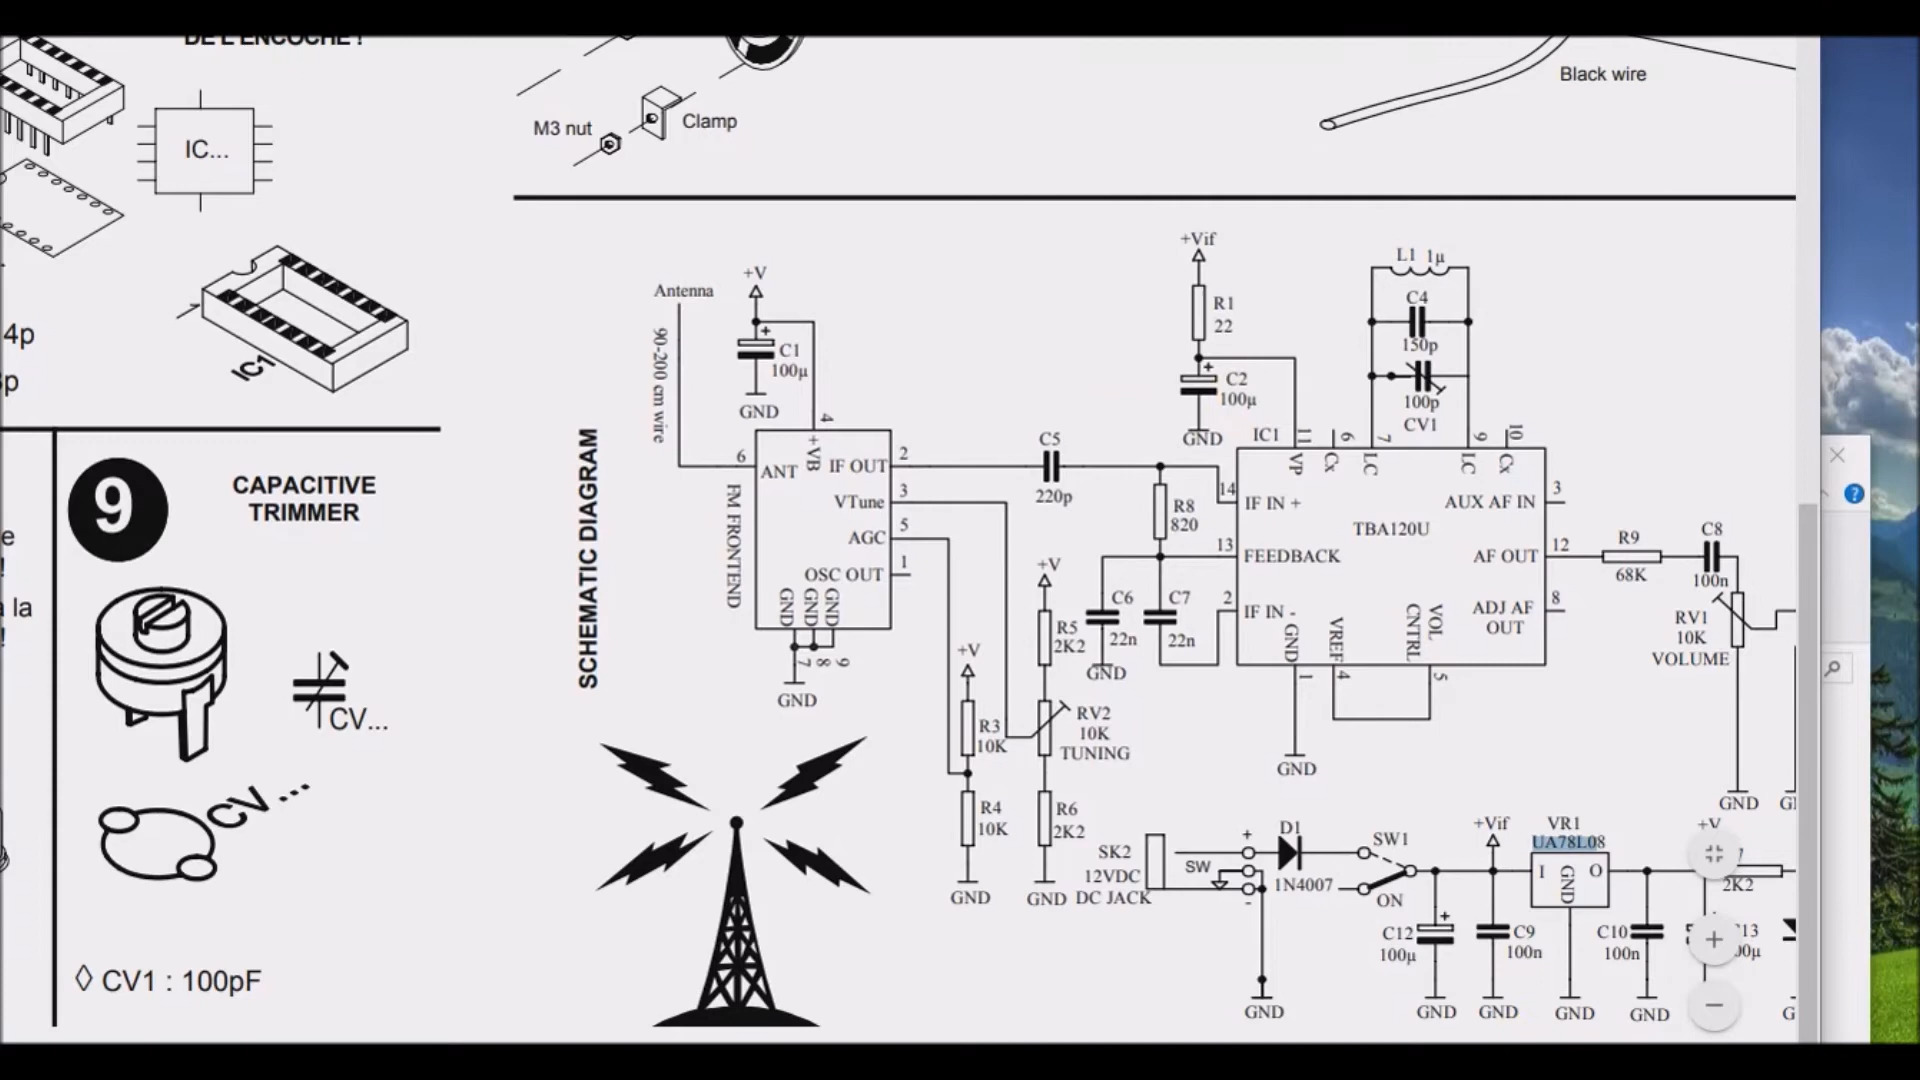 DE L'ENCOCHE !
IC...
4p
IC1
9
CAPACITIVE
TRIMMER
e
!
à la
!
CV...
CV...
◊ CV1 : 100pF
M3 nut
Clamp
Black wire
SCHEMATIC DIAGRAM
Antenna
90-200 cm wire
+V
C1
100µ
GND
4
6
ANT
+VB
IF OUT
2
VTune
3
AGC
5
OSC OUT
1
FM FRONTEND
GND
GND
GND
7
8
9
GND
C5
220p
+V
R3
10K
R4
10K
GND
+V
R5
2K2
RV2
10K
TUNING
R6
2K2
GND
R8
820
C6
22n
GND
C7
22n
+Vif
R1
22
C2
100µ
GND
L1 1µ
C4
150p
100p
CV1
IC1
11
6
7
9
10
VP
Cx
LC
LC
Cx
14
IF IN +
13
FEEDBACK
2
IF IN -
TBA120U
AUX AF IN
3
AF OUT
12
ADJ AF
OUT
8
GND
VREF
VOL
CNTRL
1
4
5
GND
R9
68K
C8
100n
RV1
10K
VOLUME
GND
SK2
12VDC
DC JACK
SW
+
-
D1
1N4007
SW1
ON
GND
C12
+
100µ
GND
+Vif
C9
100n
GND
VR1
UA78L08
I
GND
O
GND
C10
100n
GND
+V
2K2
?
+
−